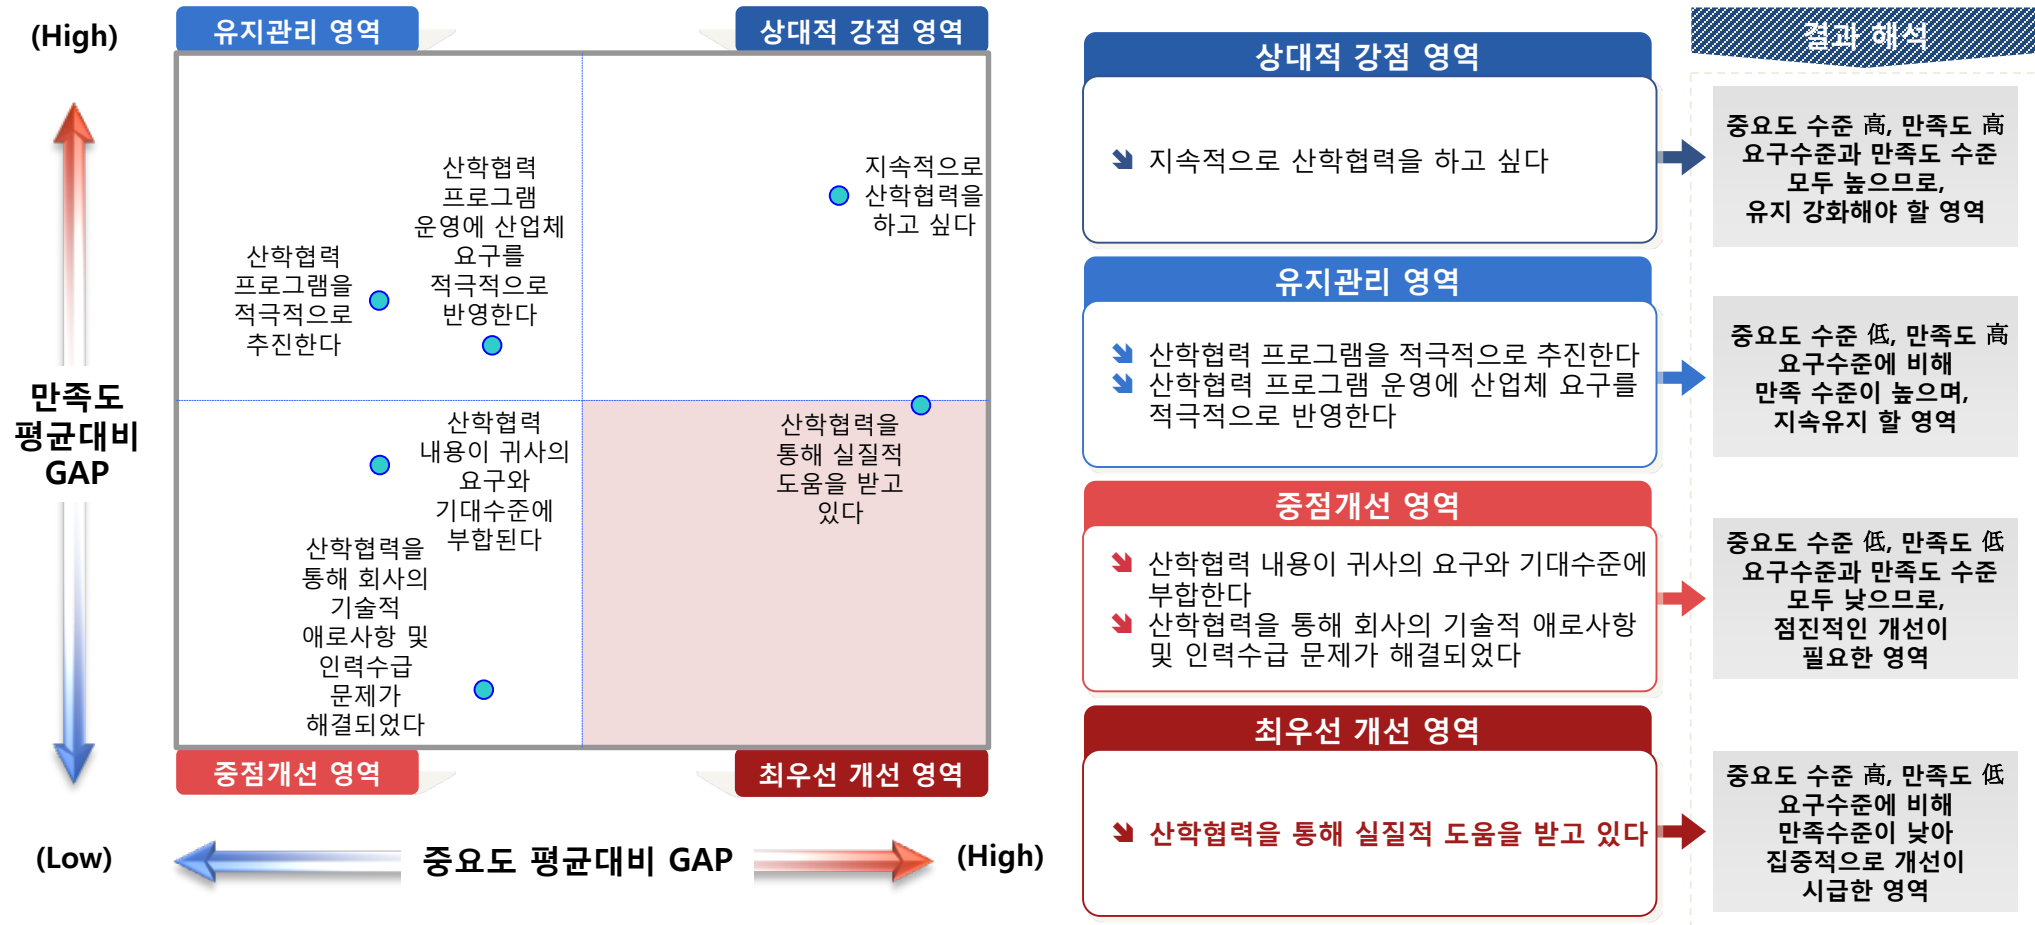 (High)
유지관리 영역
상대적 강점 영역
산학협력
프로그램
운영에 산업체
요구를
적극적으로
반영한다
지속적으로
산학협력을
하고 싶다
산학협력
프로그램을
적극적으로
추진한다
만족도
평균대비
GAP
산학협력
내용이 귀사의
요구와
기대수준에
부합된다
산학협력을
통해 실질적
도움을 받고
있다
산학협력을
통해 회사의
기술적
애로사항 및
인력수급
문제가
해결되었다
중점개선 영역
최우선 개선 영역
(Low)
중요도 평균대비 GAP
(High)
결과 해석
상대적 강점 영역
지속적으로 산학협력을 하고 싶다
중요도 수준 高, 만족도 高
요구수준과 만족도 수준
모두 높으므로,
유지 강화해야 할 영역
유지관리 영역
산학협력 프로그램을 적극적으로 추진한다
산학협력 프로그램 운영에 산업체 요구를
적극적으로 반영한다
중요도 수준 低, 만족도 高
요구수준에 비해
만족 수준이 높으며,
지속유지 할 영역
중점개선 영역
산학협력 내용이 귀사의 요구와 기대수준에
부합한다
산학협력을 통해 회사의 기술적 애로사항
및 인력수급 문제가 해결되었다
중요도 수준 低, 만족도 低
요구수준과 만족도 수준
모두 낮으므로,
점진적인 개선이
필요한 영역
최우선 개선 영역
산학협력을 통해 실질적 도움을 받고 있다
중요도 수준 高, 만족도 低
요구수준에 비해
만족수준이 낮아
집중적으로 개선이
시급한 영역